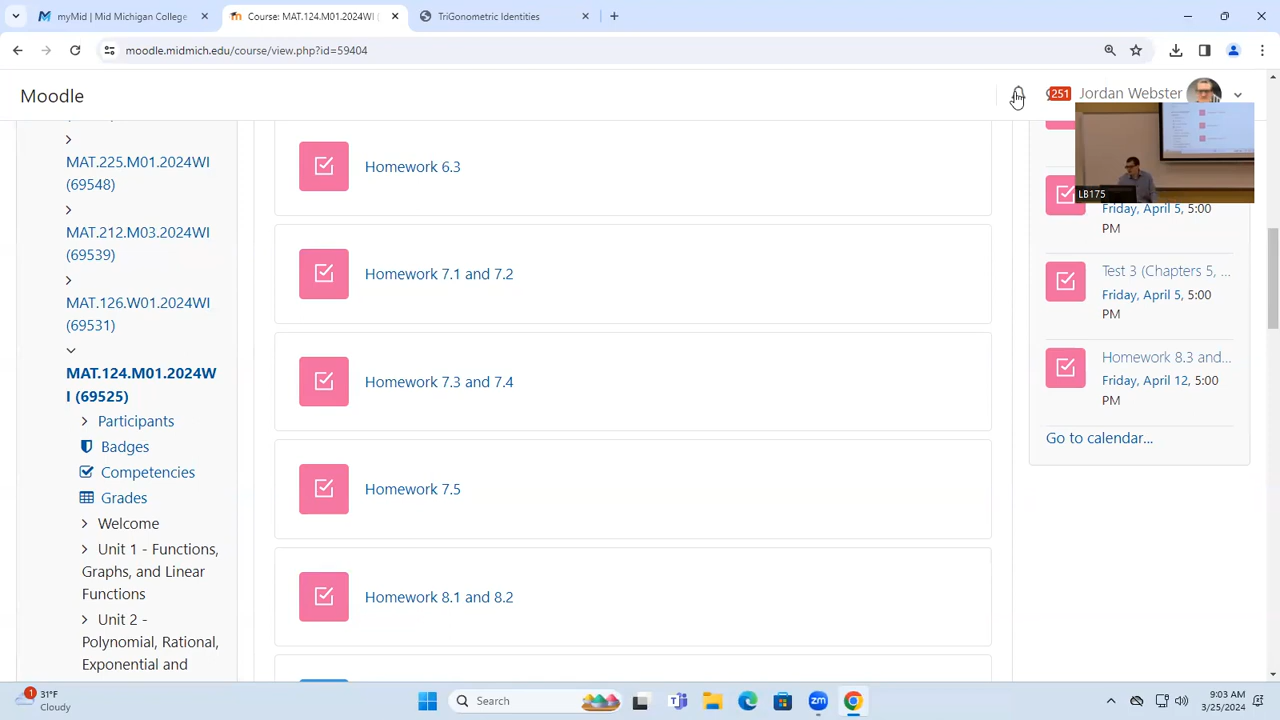 myMid | Mid Michigan College
Course: MAT.124.M01.2024WI (
TriGonometric Identities
moodle.midmich.edu/course/view.php?id=59404
Moodle
251
Jordan Webster
MAT.225.M01.2024WI
(69548)
MAT.212.M03.2024WI
(69539)
MAT.126.W01.2024WI
(69531)
MAT.124.M01.2024W
I (69525)
Participants
Badges
Competencies
Grades
Welcome
Unit 1 - Functions,
Graphs, and Linear
Functions
Unit 2 -
Polynomial, Rational,
Exponential and
Homework 6.3
Homework 7.1 and 7.2
Homework 7.3 and 7.4
Homework 7.5
Homework 8.1 and 8.2
LB175
Friday, April 5, 5:00
PM
Test 3 (Chapters 5, ...
Friday, April 5, 5:00
PM
Homework 8.3 and...
Friday, April 12, 5:00
PM
Go to calendar...
1
31°F
Cloudy
Search
zm
9:03 AM
3/25/2024